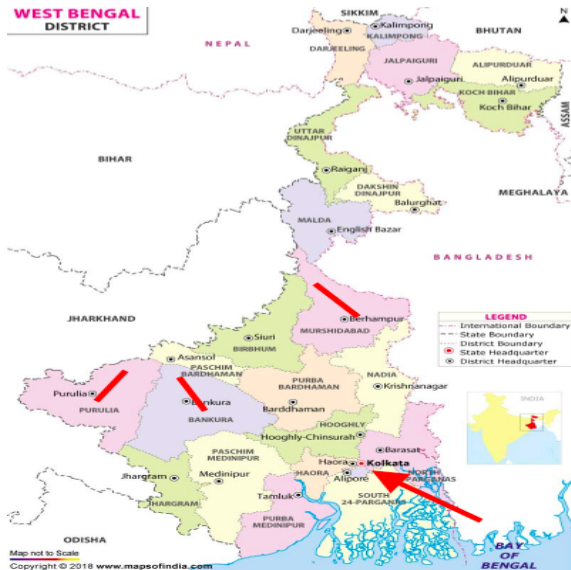 WEST BENGAL
DISTRICT
N
SIKKIM
Kalimpong
Darjeeling
KALIMPONG
BHUTAN
NEPAL
DARJEELING
JALPAIGURI
ALIPURDUAR
Jalpaiguri
Alipurduar
KOCH BIHAR
Koch Bihar
ASSAM
UTTAR
DINAJPUR
BIHAR
Raiganj
DAKSHIN
DINAJPUR
MEGHALAYA
Balurghat
MALDA
English Bazar
BANGLADESH
JHARKHAND
Berhampur
MURSHIDABAD
LEGEND
International Boundary
State Boundary
District Boundary
State Headquarter
District Headquarter
Siuri
BIRBHUM
Asansol
PASCHIM
BARDHAMAN
NADIA
PURBA
BARDHAMAN
Krishnanagar
Purulia
PURULIA
Bankura
BANKURA
Barddhaman
INDIA
HOOGHLY
Hooghly-Chinsurah
PASCHIM
MEDINIPUR
Barasat
Haora
Kolkata
HAORA
Alipore
NORTH
PARGANAS
Jhargram
Medinipur
JHARGRAM
Tamluk
SOUTH
24-PARGANAS
PURBA
MEDINIPUR
ODISHA
BAY
OF
BENGAL
Map not to Scale
Copyright © 2018 www.mapsofindia.com